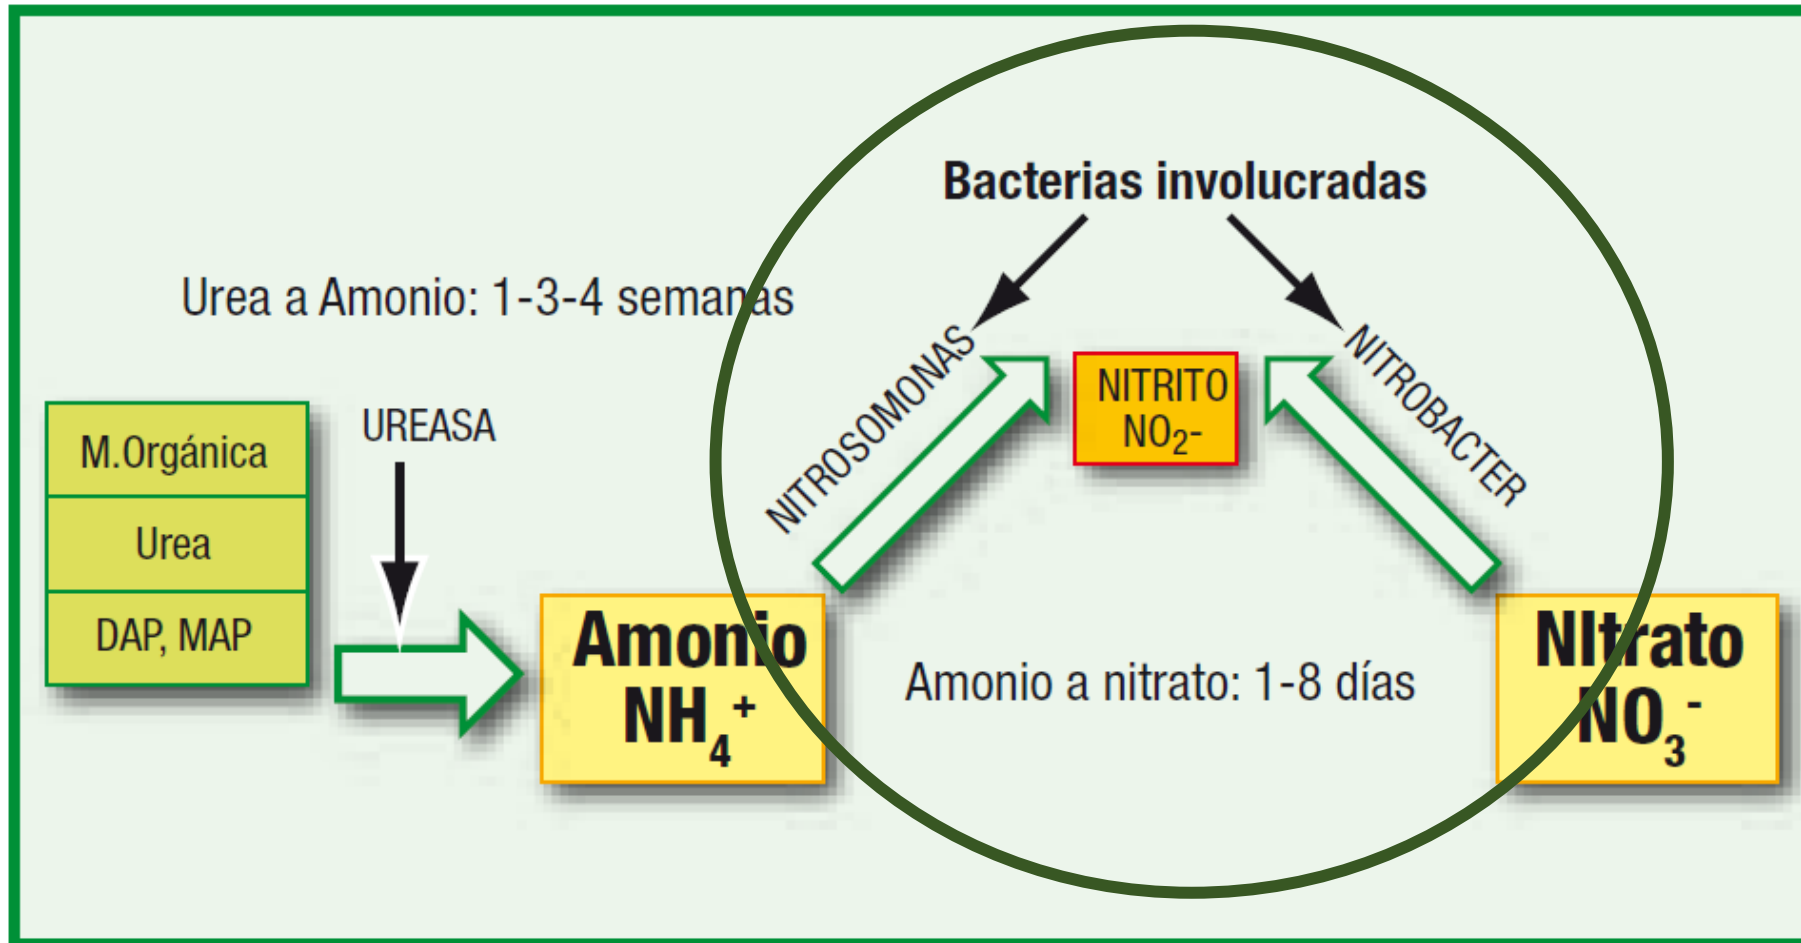 Bacterias involucradas
Urea a Amonio: 1-3-4 semanas
NITROSOMONAS
NITRITO
NO₂-
NITROBACTER
UREASA
M.Orgánica
Urea
DAP, MAP
Amonio
NH₄⁺
Amonio a nitrato: 1-8 días
NItrato
NO₃⁻